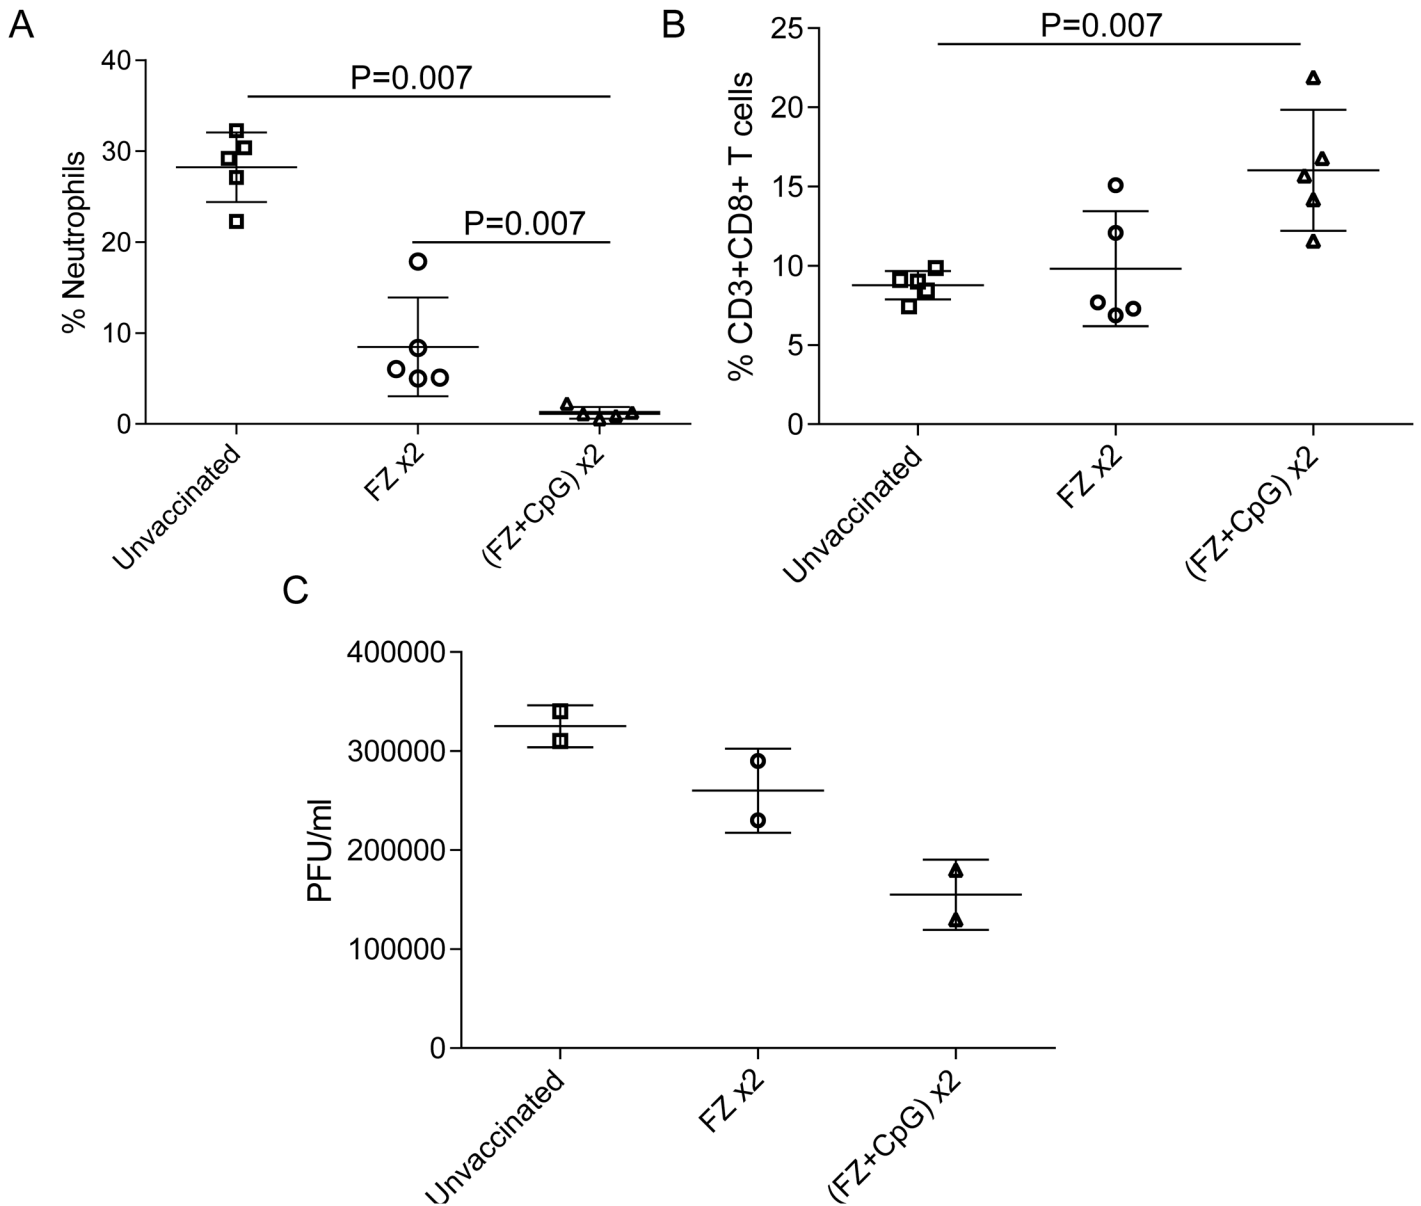 A
% Neutrophils
40
30
20
10
0
P=0.007
P=0.007
Unvaccinated
FZ x2
(FZ+CpG) x2
B
% CD3+CD8+ T cells
25
20
15
10
5
0
P=0.007
Unvaccinated
FZ x2
(FZ+CpG) x2
C
PFU/ml
400000
300000
200000
100000
0
Unvaccinated
FZ x2
(FZ+CpG) x2